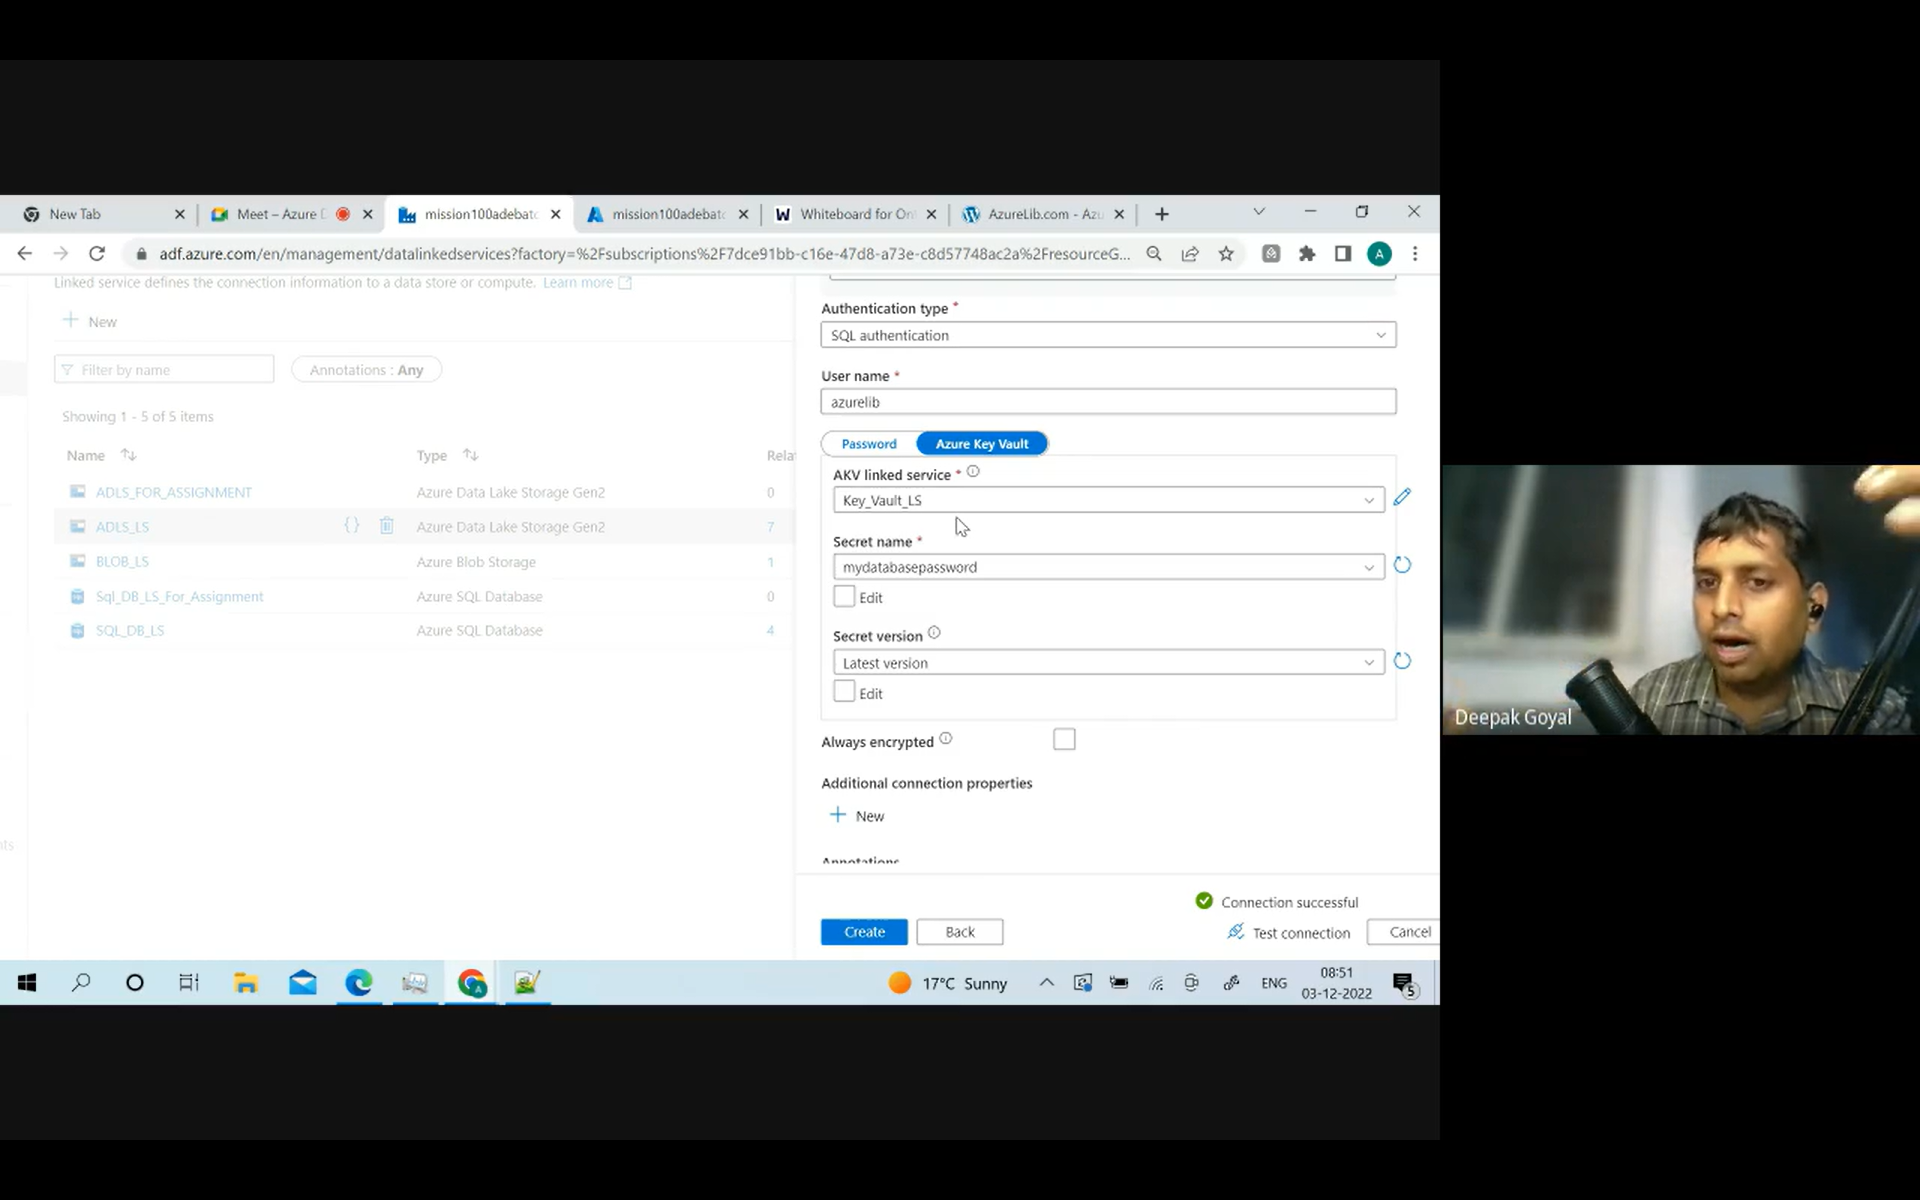 New Tab
Meet – Azure D
mission100adebato
mission100adebato
Whiteboard for On
AzureLib.com - Azu
adf.azure.com/en/management/datalinkedservices?factory=%2Fsubscriptions%2F7dce91bb-c16e-47d8-a73e-c8d57748ac2a%2FresourceG...
A
Linked service defines the connection information to a data store or compute. Learn more
New
Filter by name
Annotations : Any
Showing 1 - 5 of 5 items
Name
Type
Rela
ADLS_FOR_ASSIGNMENT
Azure Data Lake Storage Gen2
0
ADLS_LS
{}
Azure Data Lake Storage Gen2
7
BLOB_LS
Azure Blob Storage
1
Sql_DB_LS_For_Assignment
Azure SQL Database
0
SQL_DB_LS
Azure SQL Database
4
nts
Authentication type *
SQL authentication
User name *
azurelib
Password
Azure Key Vault
AKV linked service *
Key_Vault_LS
Secret name *
mydatabasepassword
Edit
Secret version
Latest version
Edit
Always encrypted
Additional connection properties
New
Annotations
Connection successful
Create
Back
Test connection
Cancel
Deepak Goyal
17°C Sunny
ENG
08:51
03-12-2022
5